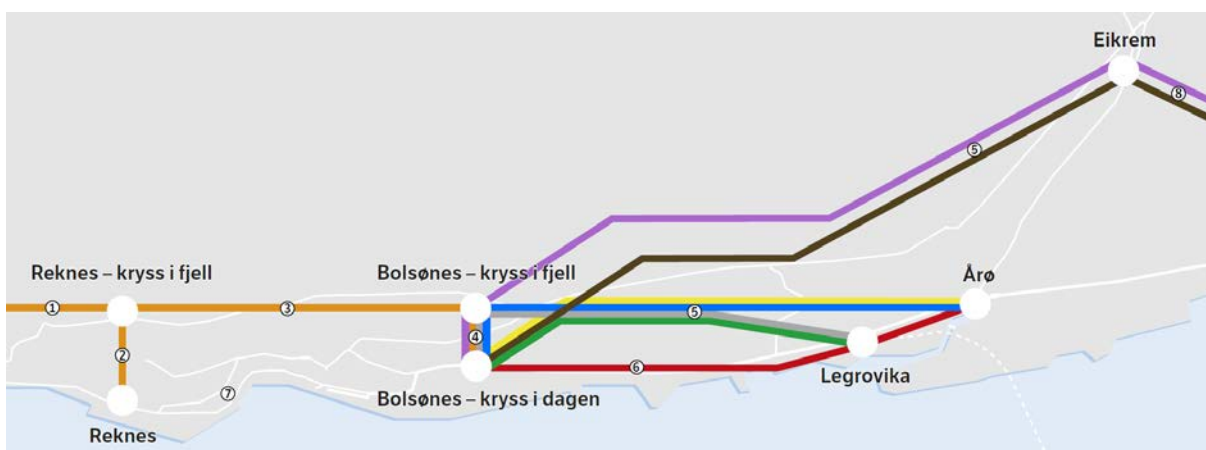 Eikrem
⑧
⑤
Reknes – kryss i fjell
Bolsønes – kryss i fjell
Årø
①
③
⑤
④
②
⑥
Legrovika
⑦
Bolsønes – kryss i dagen
Reknes